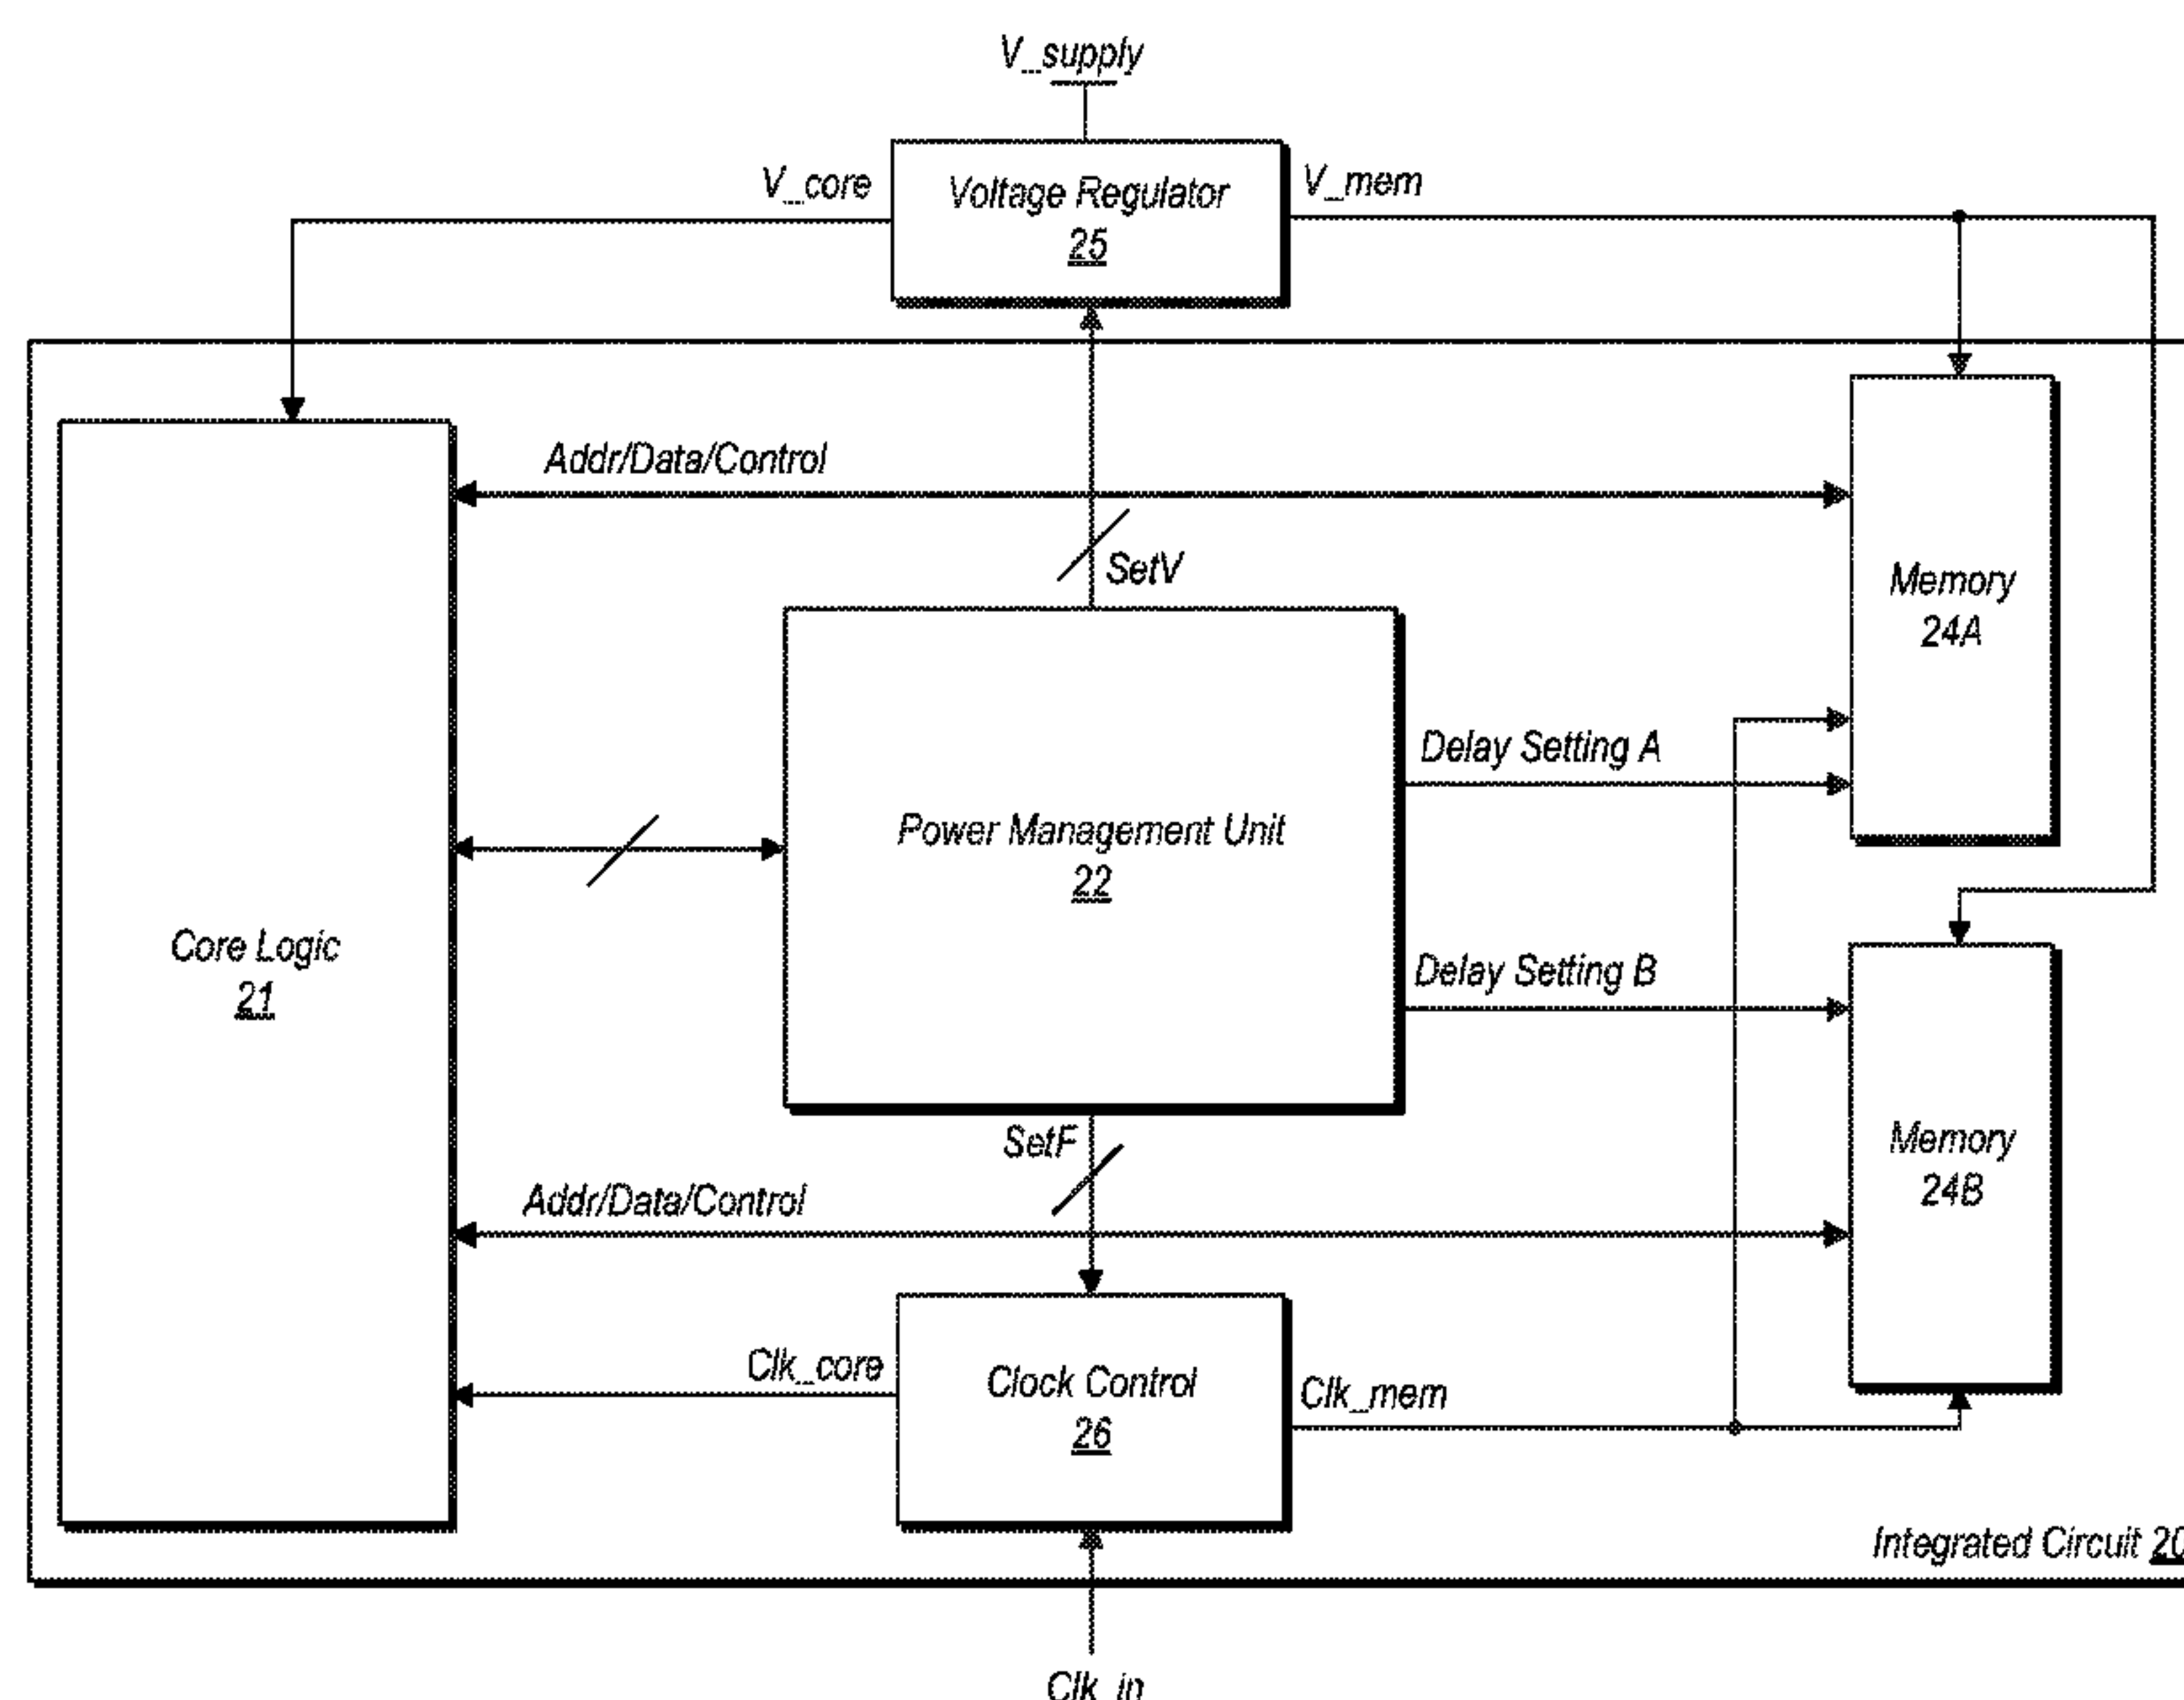 V_supply
V_core
Voltage Regulator
25
V_mem
Addr/Data/Control
SetV
Memory
24A
Delay Setting A
Power Management Unit
22
Core Logic
21
Delay Setting B
Memory
24B
SetF
Addr/Data/Control
Clk_core
Clock Control
26
Clk_mem
Integrated Circuit 20
Clk_in